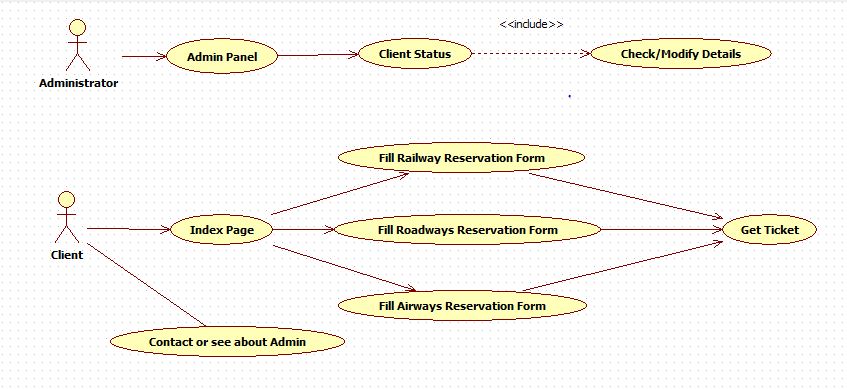 <<include>>
Administrator
Admin Panel
Client Status
Check/Modify Details
Fill Railway Reservation Form
Client
Index Page
Fill Roadways Reservation Form
Get Ticket
Fill Airways Reservation Form
Contact or see about Admin